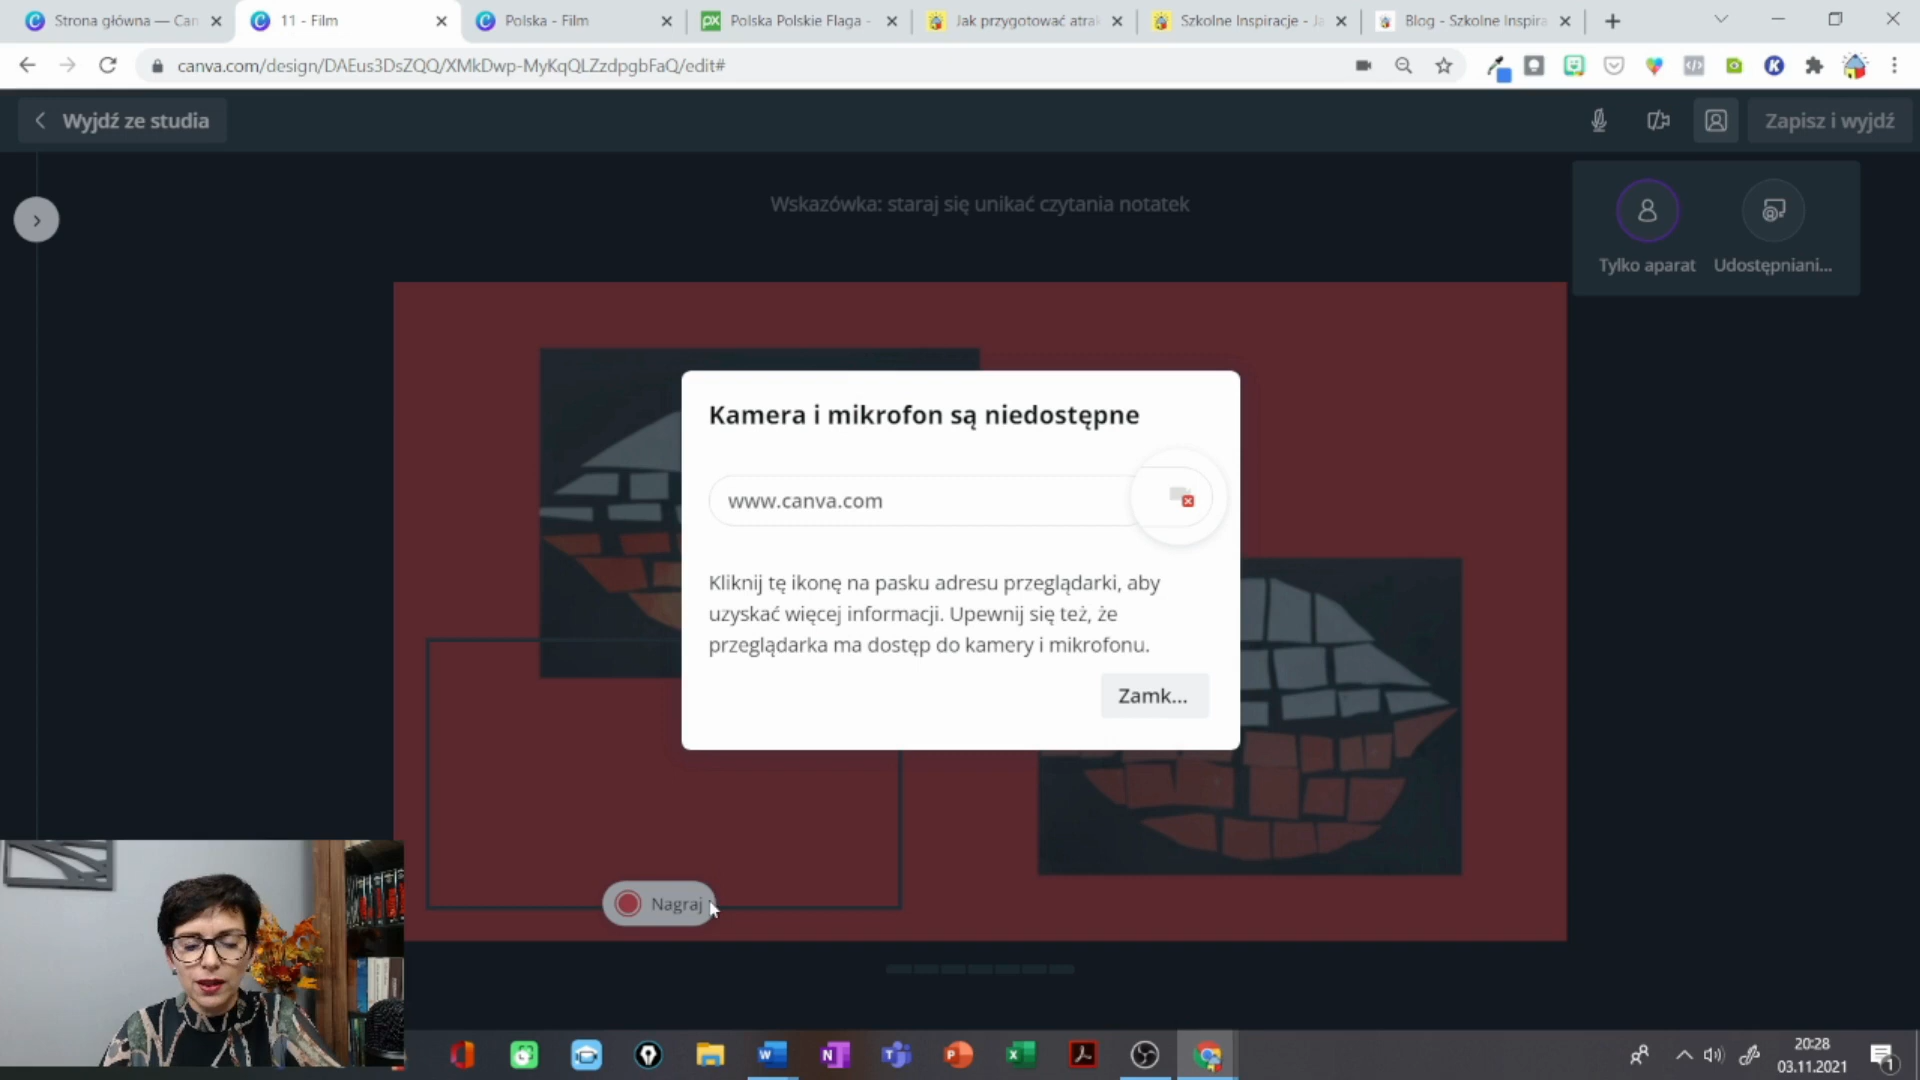 Strona główna — Can
11 - Film
Polska - Film
Polska Polskie Flaga -
Jak przygotować atrak
Szkolne Inspiracje - Ja
Blog - Szkolne Inspira
canva.com/design/DAEus3DsZQQ/XMkDwp-MyKqQLZzdpgbFaQ/edit#
Wyjdź ze studia
Zapisz i wyjdź
Wskazówka: staraj się unikać czytania notatek
Tylko aparat
Udostępniani...
Kamera i mikrofon są niedostępne
www.canva.com
Kliknij tę ikonę na pasku adresu przeglądarki, aby
uzyskać więcej informacji. Upewnij się też, że
przeglądarka ma dostęp do kamery i mikrofonu.
Zamk...
Nagraj
20:28
03.11.2021
1